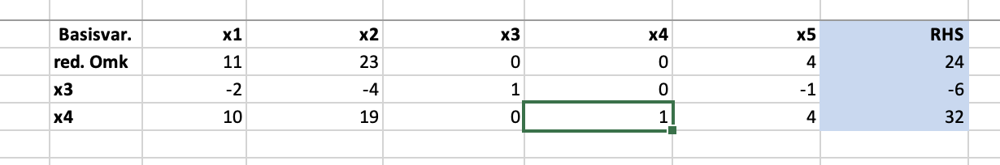 Basisvar. x1 x2 x3 x4 x5 RHS
red. Omk 11 23 0 0 4 24
x3 -2 -4 1 0 -1 -6
x4 10 19 0 1 4 32